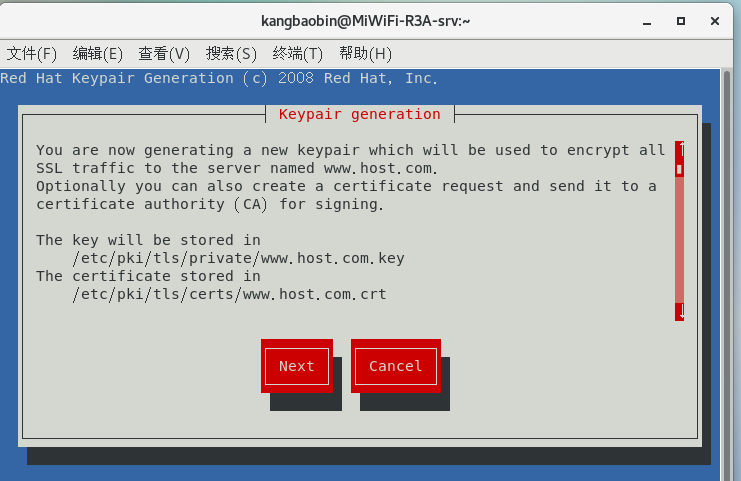 kangbaobin@MiWiFi-R3A-srv:~
文件(F) 编辑(E) 查看(V) 搜索(S) 终端(T) 帮助(H)
Red Hat Keypair Generation (c) 2008 Red Hat, Inc.
Keypair generation
You are now generating a new keypair which will be used to encrypt all
SSL traffic to the server named www.host.com.
Optionally you can also create a certificate request and send it to a
certificate authority (CA) for signing.
The key will be stored in
/etc/pki/tls/private/www.host.com.key
The certificate stored in
/etc/pki/tls/certs/www.host.com.crt
Next Cancel